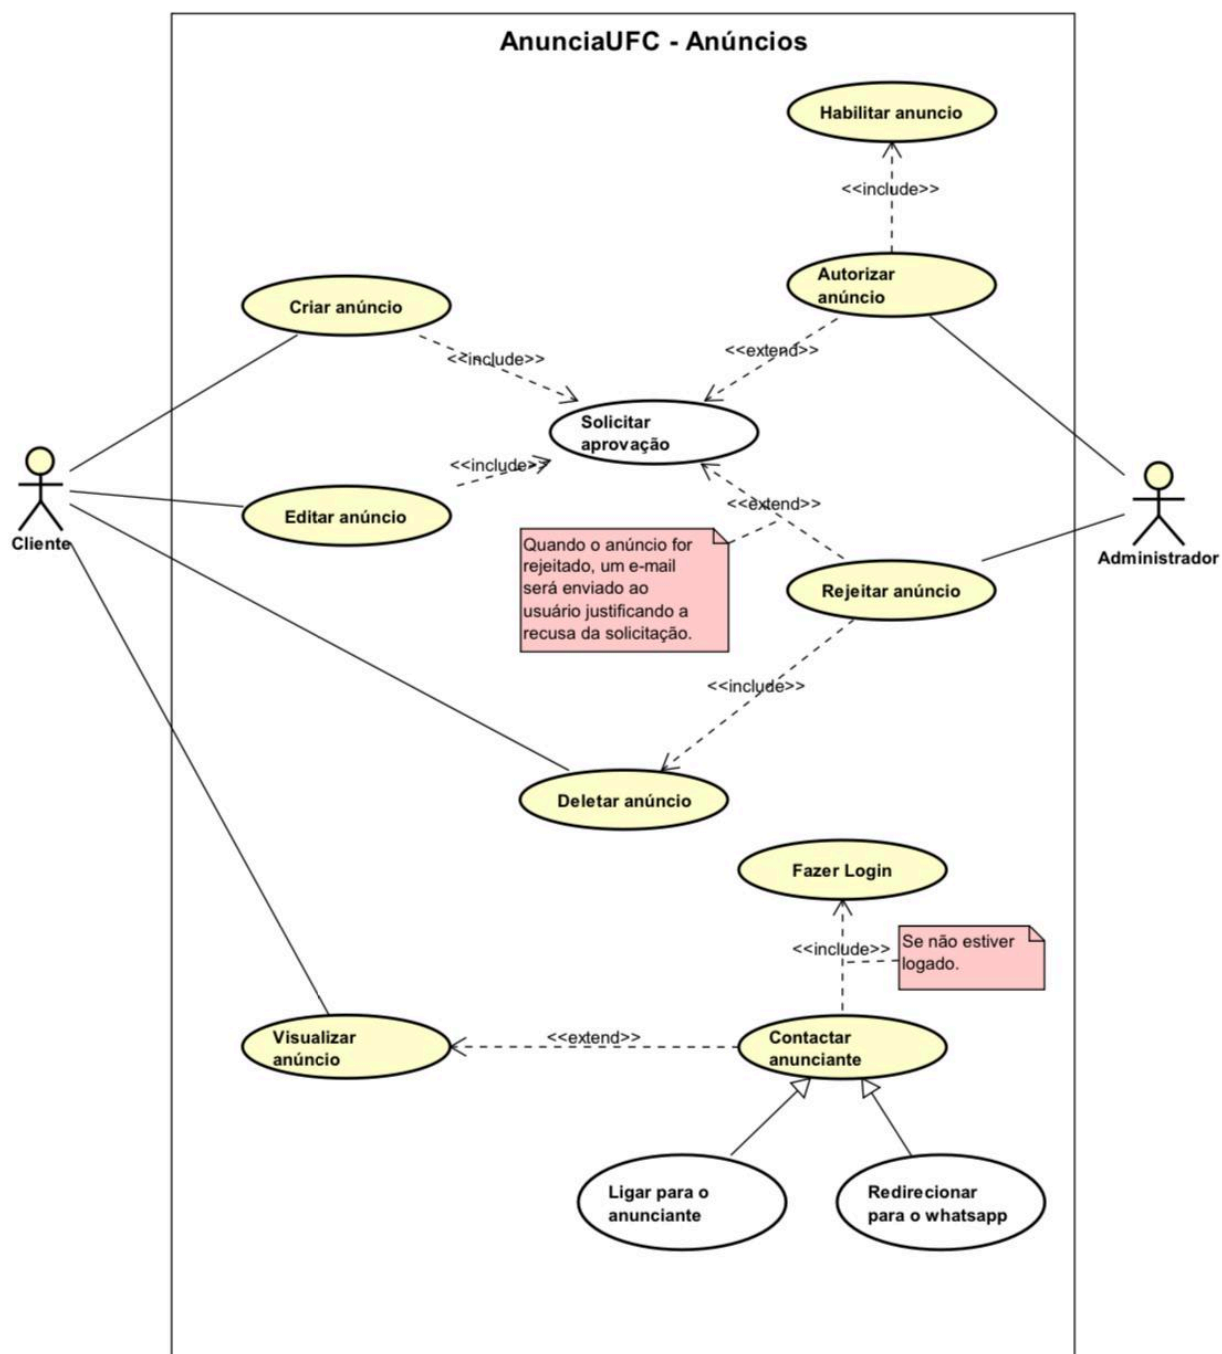 AnunciaUFC - Anúncios
Habilitar anuncio
<<include>>
Autorizar
anúncio
Criar anúncio
<<include>>
<<extend>>
Solicitar
aprovação
<<include>>
Editar anúncio
<<extend>>
Cliente
Administrador
Quando o anúncio for
rejeitado, um e-mail
será enviado ao
usuário justificando a
recusa da solicitação.
Rejeitar anúncio
<<include>>
Deletar anúncio
Fazer Login
<<include>>
Se não estiver
logado.
Visualizar
anúncio
<<extend>>
Contactar
anunciante
Ligar para o
anunciante
Redirecionar
para o whatsapp